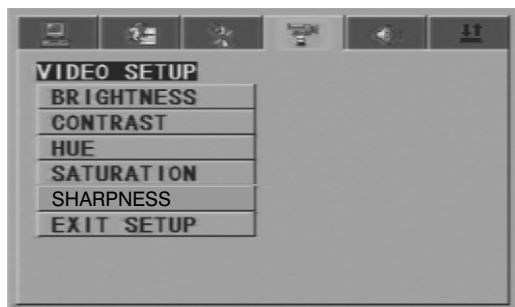 VIDEO SETUP
BRIGHTNESS
CONTRAST
HUE
SATURATION
SHARPNESS
EXIT SETUP